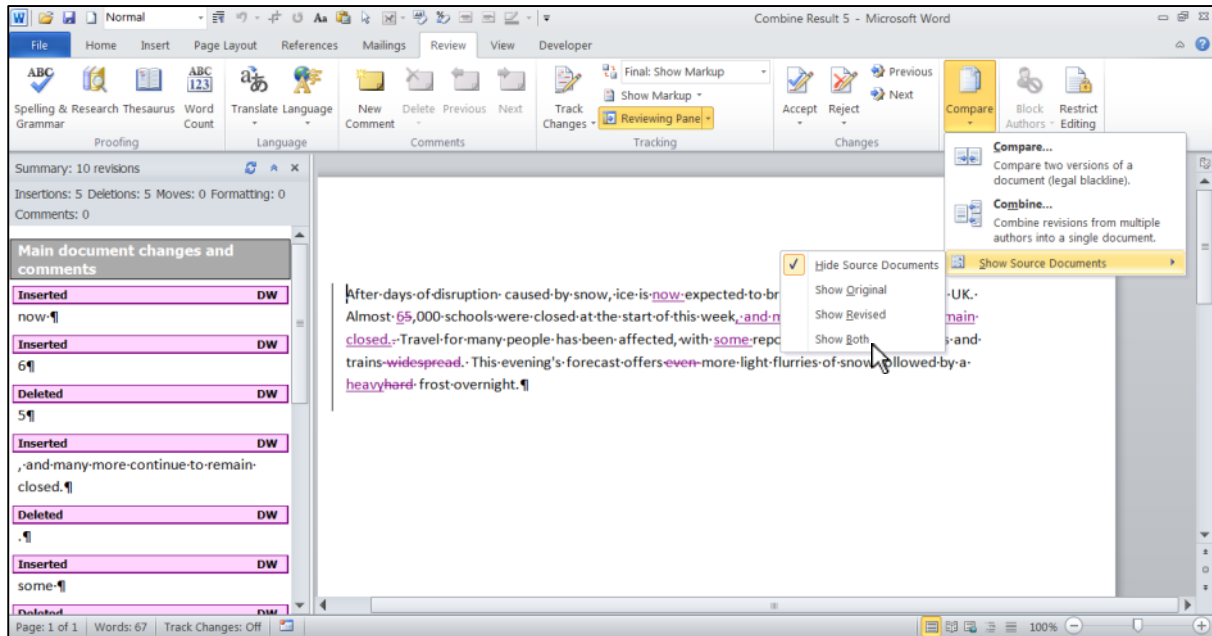 W Normal Aa Combine Result 5 - Microsoft Word
File Home Insert Page Layout References Mailings Review View Developer
ABC ABC 123 Final: Show Markup Previous
Show Markup Next
Spelling & Grammar Research Thesaurus Word Count Translate Language New Comment Delete Previous Next Track Changes Reviewing Pane Accept Reject Compare Block Authors Restrict Editing
Proofing Language Comments Tracking Changes
Compare...
Compare two versions of a
document (legal blackline).
Combine...
Combine revisions from multiple
authors into a single document.
Show Source Documents
Hide Source Documents
Show Original
Show Revised
Show Both
Summary: 10 revisions
Insertions: 5 Deletions: 5 Moves: 0 Formatting: 0
Comments: 0
Main document changes and
comments
Inserted DW
now·¶
Inserted DW
6¶
Deleted DW
5¶
Inserted DW
,·and·many·more·continue·to·remain·
closed.¶
Deleted DW
.¶
Inserted DW
some·¶
Deleted DW
After·days·of·disruption· caused·by·snow,·ice·is·now·expected·to·br ·UK.·
Almost·65,000·schools·were·closed·at·the·start·of·this·week,·and·m main·
closed..·Travel·for·many·people·has·been·affected,·with·some·repo s·and·
trains·widespread.·This·evening's·forecast·offers·even·more·light·flurries·of·snow followed·by·a·
heavyhard· frost·overnight.¶
Page: 1 of 1 Words: 67 Track Changes: Off 100%